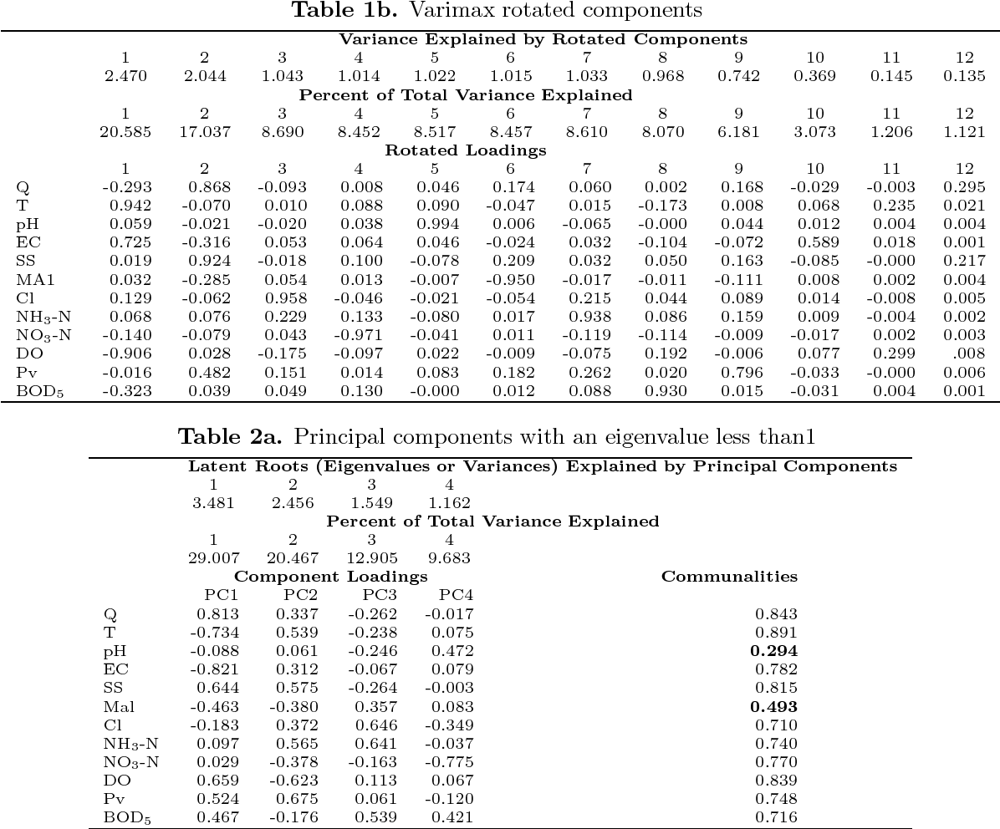 Table 1b. Varimax rotated components
Variance Explained by Rotated Components
1 2 3 4 5 6 7 8 9 10 11 12
2.470 2.044 1.043 1.014 1.022 1.015 1.033 0.968 0.742 0.369 0.145 0.135
Percent of Total Variance Explained
1 2 3 4 5 6 7 8 9 10 11 12
20.585 17.037 8.690 8.452 8.517 8.457 8.610 8.070 6.181 3.073 1.206 1.121
Rotated Loadings
1 2 3 4 5 6 7 8 9 10 11 12
Q -0.293 0.868 -0.093 0.008 0.046 0.174 0.060 0.002 0.168 -0.029 -0.003 0.295
T 0.942 -0.070 0.010 0.088 0.090 -0.047 0.015 -0.173 0.008 0.068 0.235 0.021
pH 0.059 -0.021 -0.020 0.038 0.994 0.006 -0.065 -0.000 0.044 0.012 0.004 0.004
EC 0.725 -0.316 0.053 0.064 0.046 -0.024 0.032 -0.104 -0.072 0.589 0.018 0.001
SS 0.019 0.924 -0.018 0.100 -0.078 0.209 0.032 0.050 0.163 -0.085 -0.000 0.217
MA1 0.032 -0.285 0.054 0.013 -0.007 -0.950 -0.017 -0.011 -0.111 0.008 0.002 0.004
Cl 0.129 -0.062 0.958 -0.046 -0.021 -0.054 0.215 0.044 0.089 0.014 -0.008 0.005
NH₃-N 0.068 0.076 0.229 0.133 -0.080 0.017 0.938 0.086 0.159 0.009 -0.004 0.002
NO₃-N -0.140 -0.079 0.043 -0.971 -0.041 0.011 -0.119 -0.114 -0.009 -0.017 0.002 0.003
DO -0.906 0.028 -0.175 -0.097 0.022 -0.009 -0.075 0.192 -0.006 0.077 0.299 .008
Pv -0.016 0.482 0.151 0.014 0.083 0.182 0.262 0.020 0.796 -0.033 -0.000 0.006
BOD₅ -0.323 0.039 0.049 0.130 -0.000 0.012 0.088 0.930 0.015 -0.031 0.004 0.001
Table 2a. Principal components with an eigenvalue less than1
Latent Roots (Eigenvalues or Variances) Explained by Principal Components
1 2 3 4
3.481 2.456 1.549 1.162
Percent of Total Variance Explained
1 2 3 4
29.007 20.467 12.905 9.683
Component Loadings Communalities
PC1 PC2 PC3 PC4
Q 0.813 0.337 -0.262 -0.017 0.843
T -0.734 0.539 -0.238 0.075 0.891
pH -0.088 0.061 -0.246 0.472 0.294
EC -0.821 0.312 -0.067 0.079 0.782
SS 0.644 0.575 -0.264 -0.003 0.815
Mal -0.463 -0.380 0.357 0.083 0.493
Cl -0.183 0.372 0.646 -0.349 0.710
NH₃-N 0.097 0.565 0.641 -0.037 0.740
NO₃-N 0.029 -0.378 -0.163 -0.775 0.770
DO 0.659 -0.623 0.113 0.067 0.839
Pv 0.524 0.675 0.061 -0.120 0.748
BOD₅ 0.467 -0.176 0.539 0.421 0.716